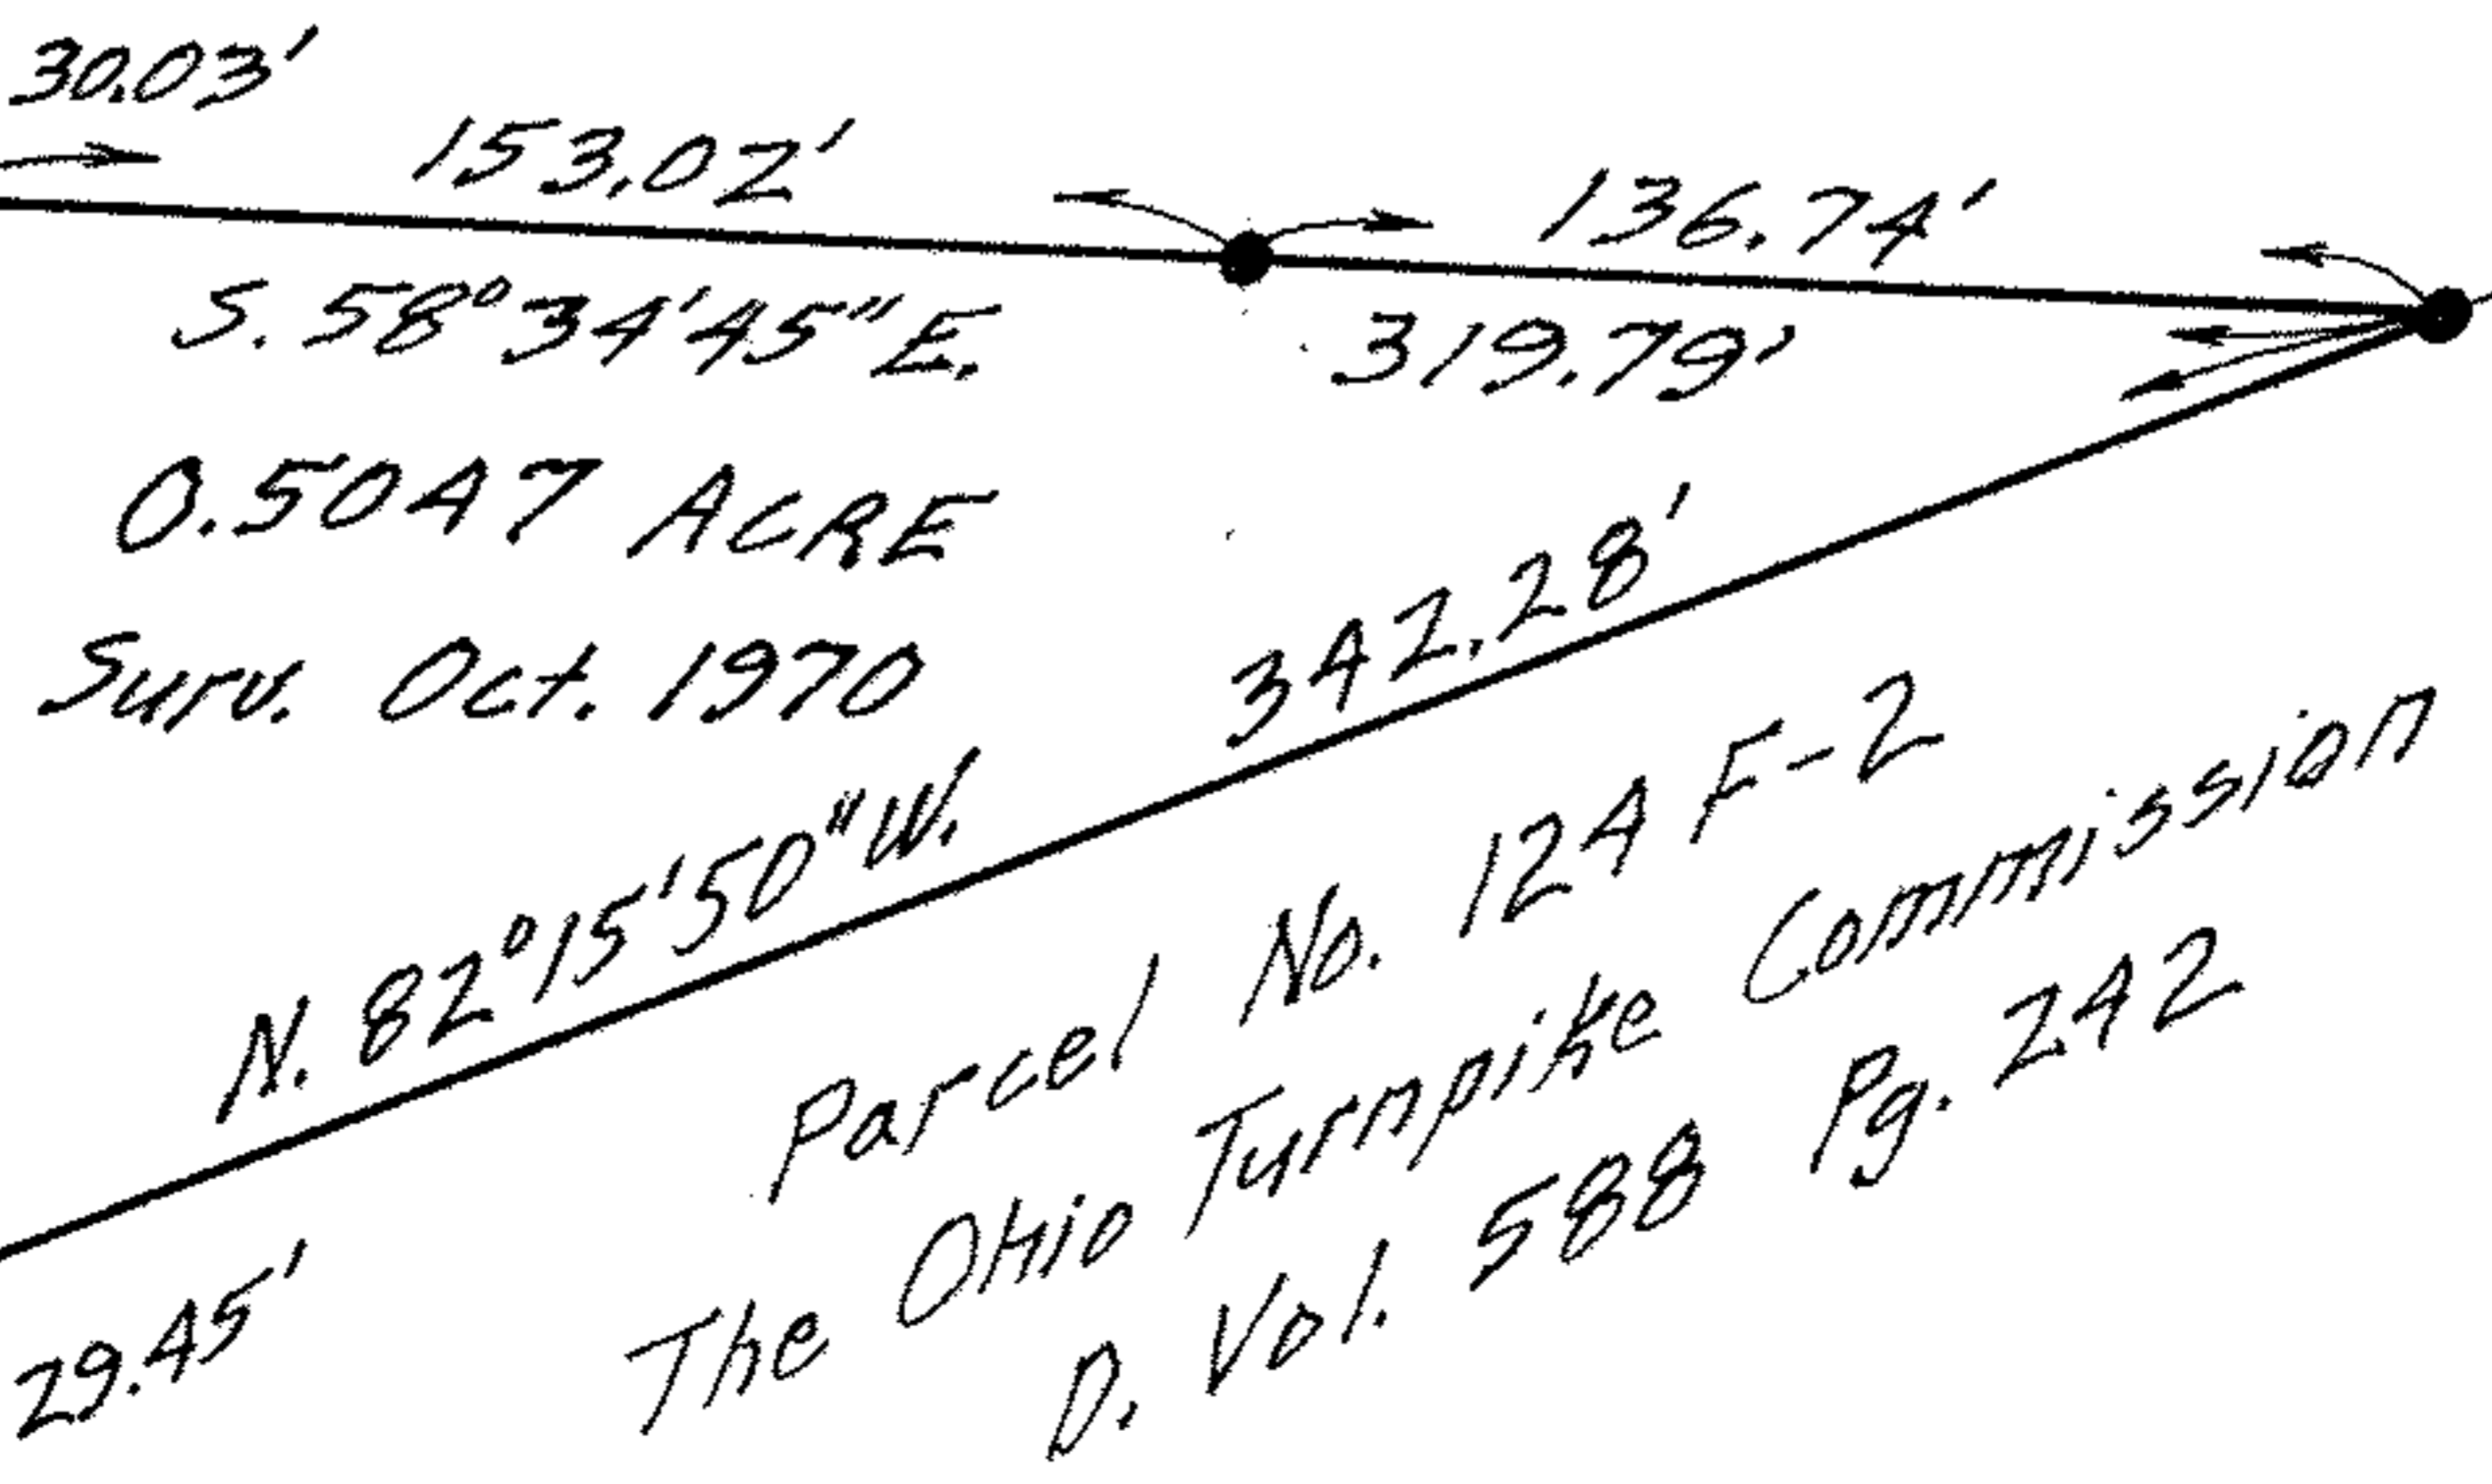 30.03'
153.02'
136.74'
S. 58°34'45" E.
319.79'
0.5047 ACRE
Surv. Oct. 1970
342.28'
N. 82°15'50" W.
Parcel No. 124 F-2
The Ohio Turnpike Commission
D. Vol. 588 Pg. 242
29.45'